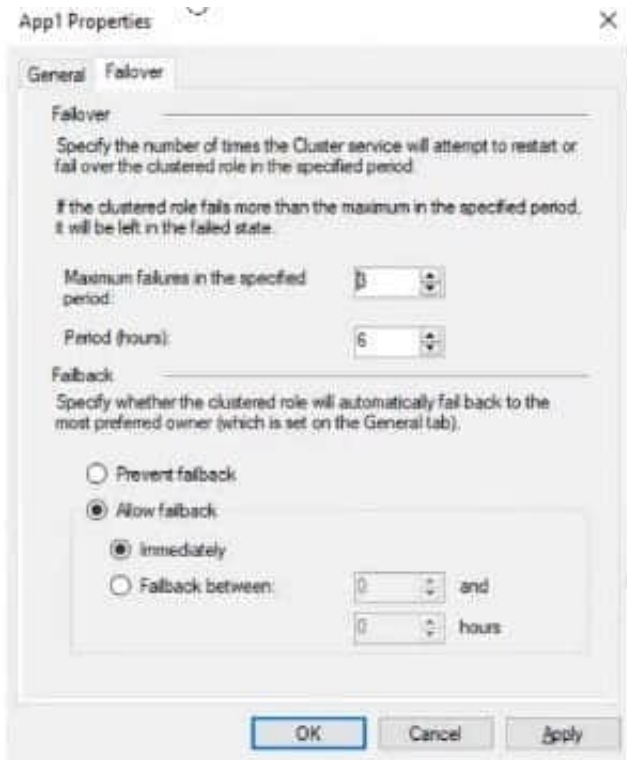 App1 Properties
General Failover
Failover
Specify the number of times the Cluster service will attempt to restart or
fail over the clustered role in the specified period.
If the clustered role fails more than the maximum in the specified period,
it will be left in the failed state.
Maximum failures in the specified
period:
3
Period (hours):
6
Failback
Specify whether the clustered role will automatically fail back to the
most preferred owner (which is set on the General tab).
Prevent failback
Allow failback
Immediately
Failback between:
0 and
0 hours
OK Cancel Apply